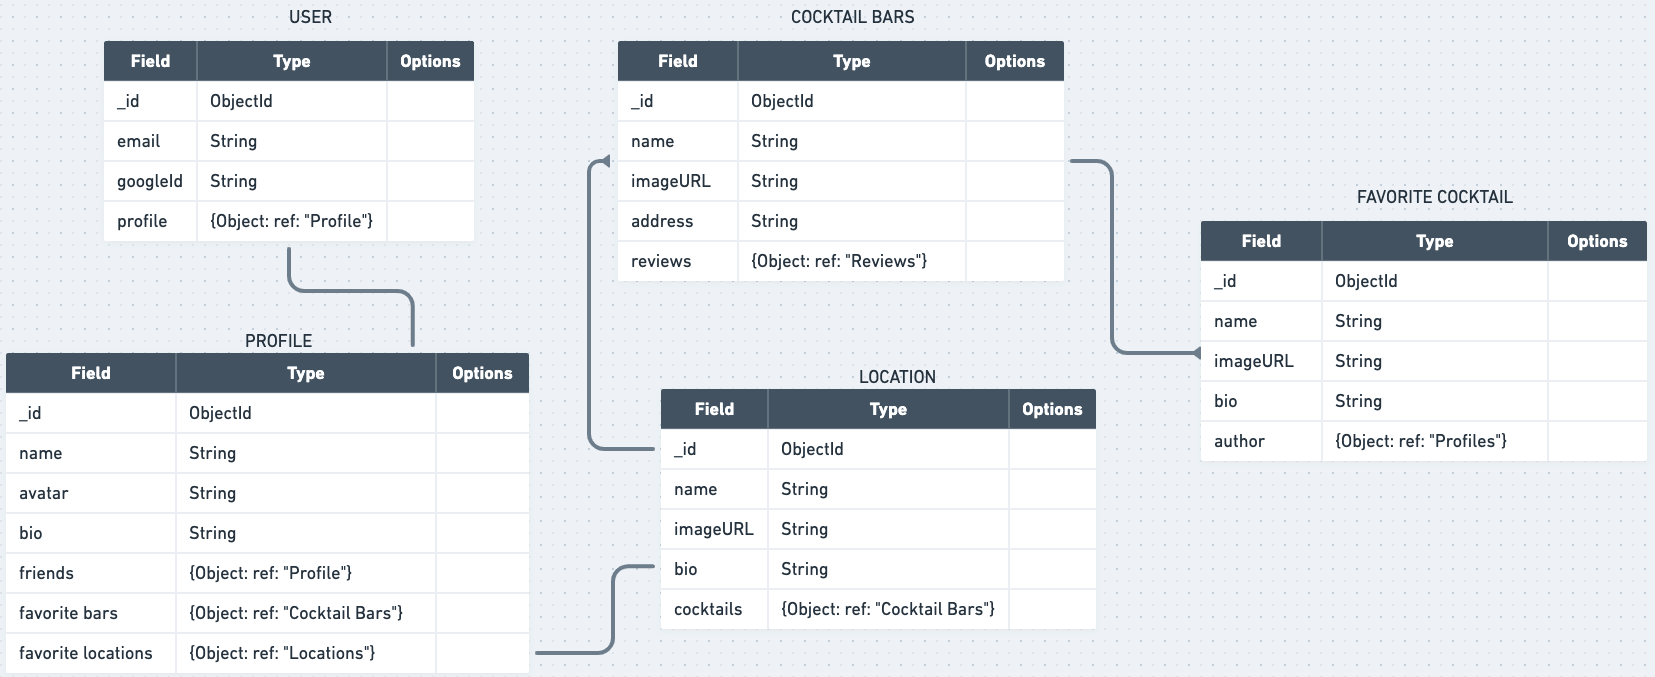 USER
Field Type Options
_id ObjectId
email String
googleId String
profile {Object: ref: "Profile"}
COCKTAIL BARS
Field Type Options
_id ObjectId
name String
imageURL String
address String
reviews {Object: ref: "Reviews"}
FAVORITE COCKTAIL
Field Type Options
_id ObjectId
name String
imageURL String
bio String
author {Object: ref: "Profiles"}
PROFILE
Field Type Options
_id ObjectId
name String
avatar String
bio String
friends {Object: ref: "Profile"}
favorite bars {Object: ref: "Cocktail Bars"}
favorite locations {Object: ref: "Locations"}
LOCATION
Field Type Options
_id ObjectId
name String
imageURL String
bio String
cocktails {Object: ref: "Cocktail Bars"}